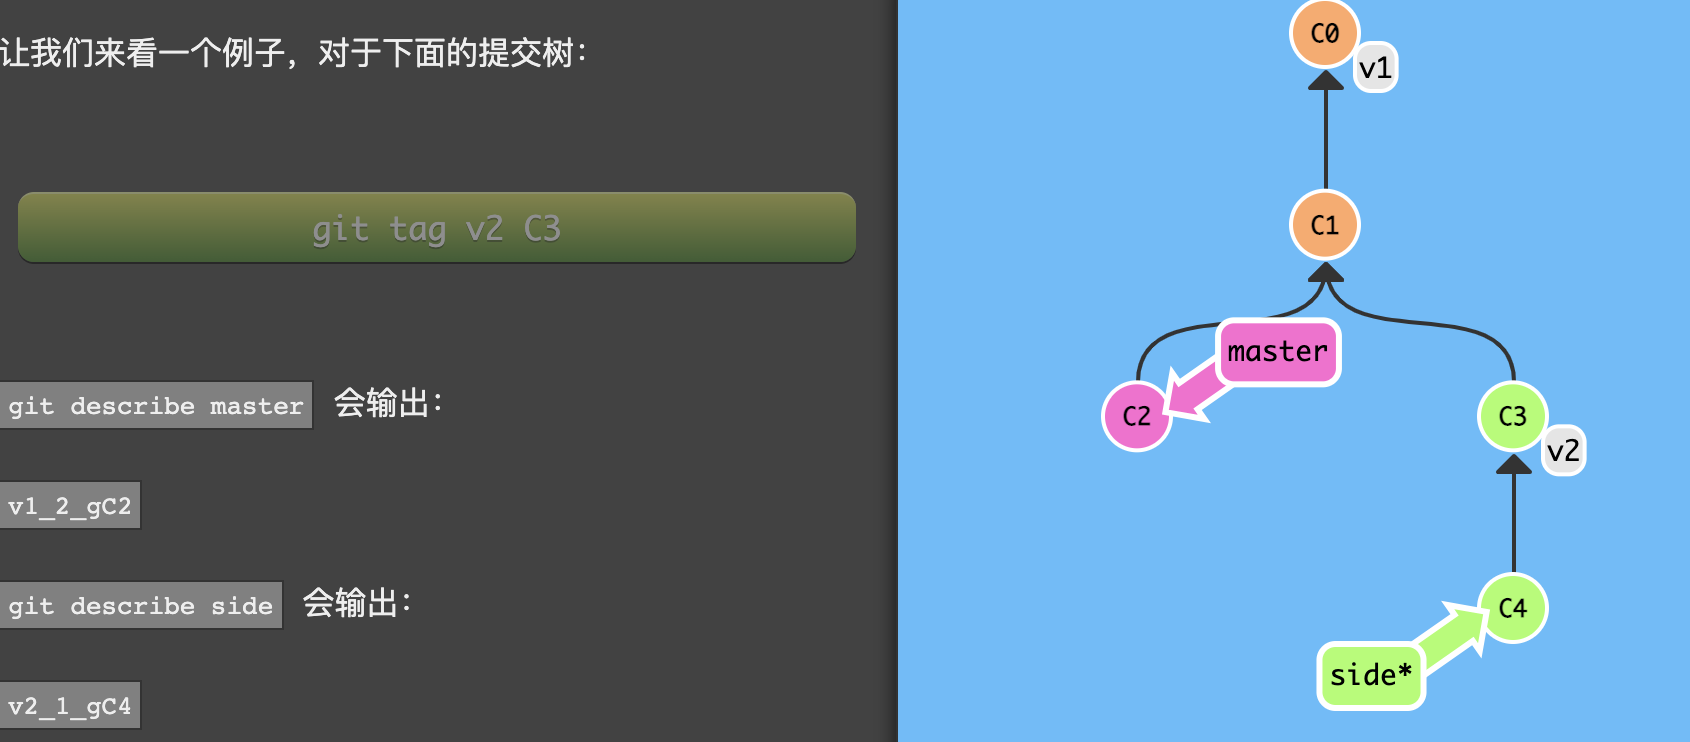 让我们来看一个例子，对于下面的提交树：
git tag v2 C3
git describe master 会输出：
v1_2_gC2
git describe side 会输出：
v2_1_gC4
C0
v1
C1
master
C2
C3
v2
C4
side*